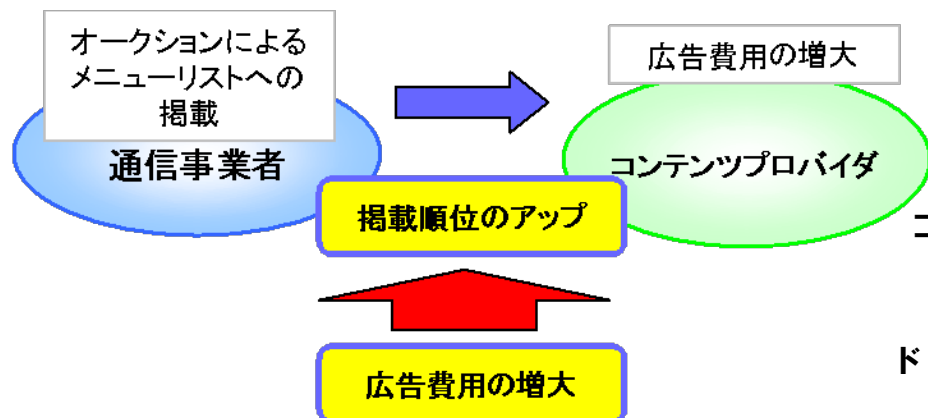 オークションによる
メニューリストへの
掲載
通信事業者
広告費用の増大
コンテンツプロバイダ
掲載順位のアップ
広告費用の増大
ド